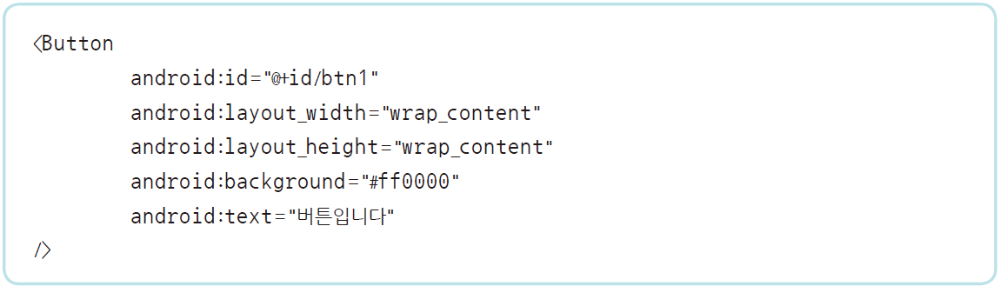 <Button
android:id="@+id/btn1"
android:layout_width="wrap_content"
android:layout_height="wrap_content"
android:background="#ff0000"
android:text="버튼입니다"
/>